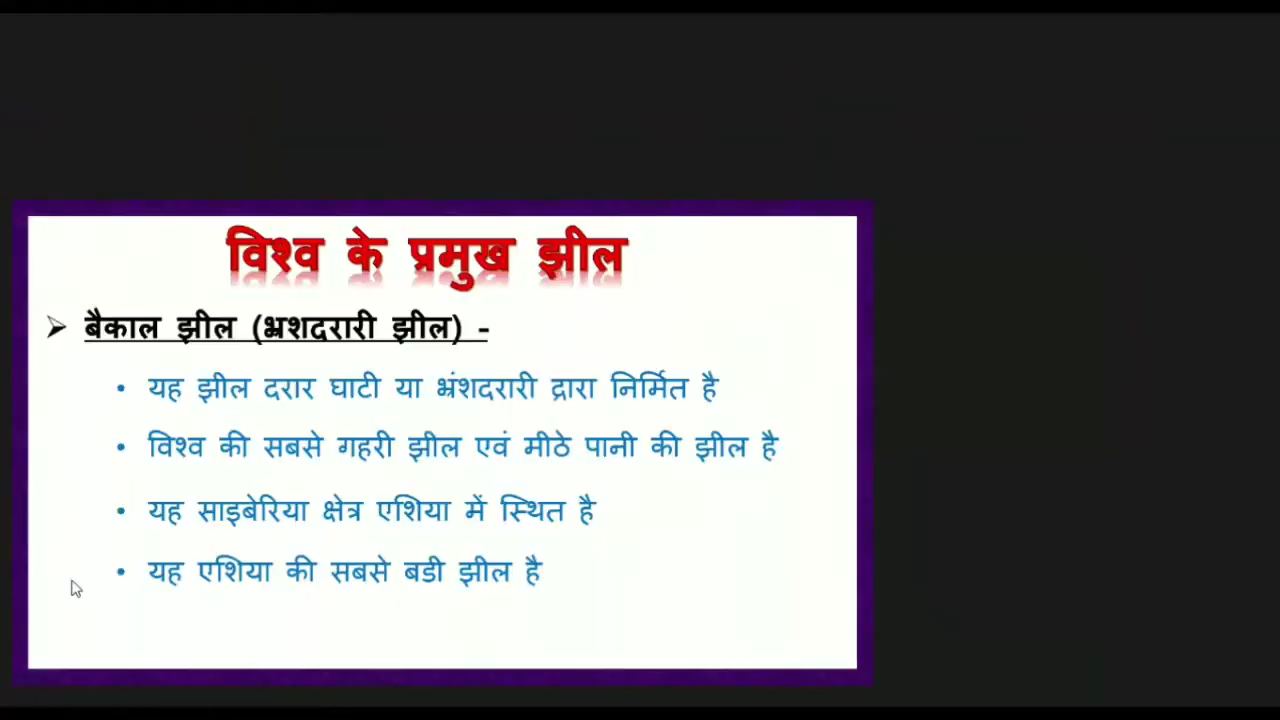 विश्व के प्रमुख झील
➢ बैकाल झील (भ्रशदरारी झील) -
• यह झील दरार घाटी या भ्रंशदरारी द्रारा निर्मित है
• विश्व की सबसे गहरी झील एवं मीठे पानी की झील है
• यह साइबेरिया क्षेत्र एशिया में स्थित है
• यह एशिया की सबसे बडी झील है